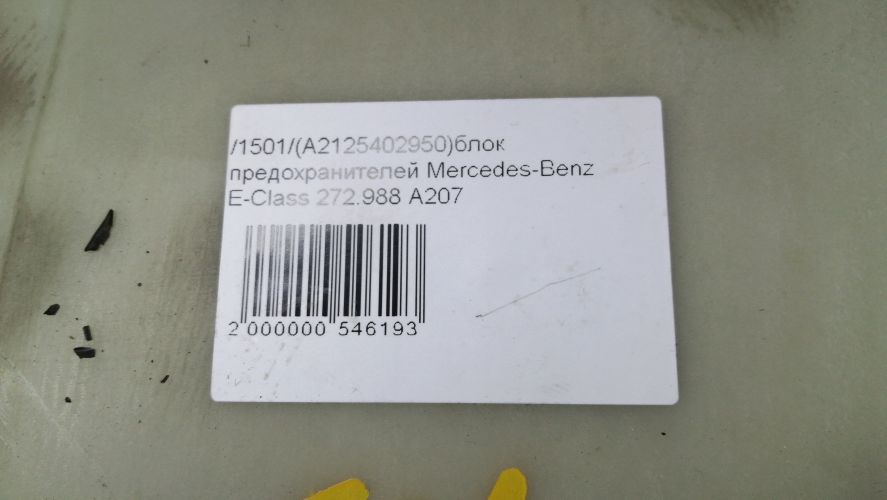 /1501/(A2125402950)блок
предохранителей Mercedes-Benz
E-Class 272.988 A207
2 000000 546193